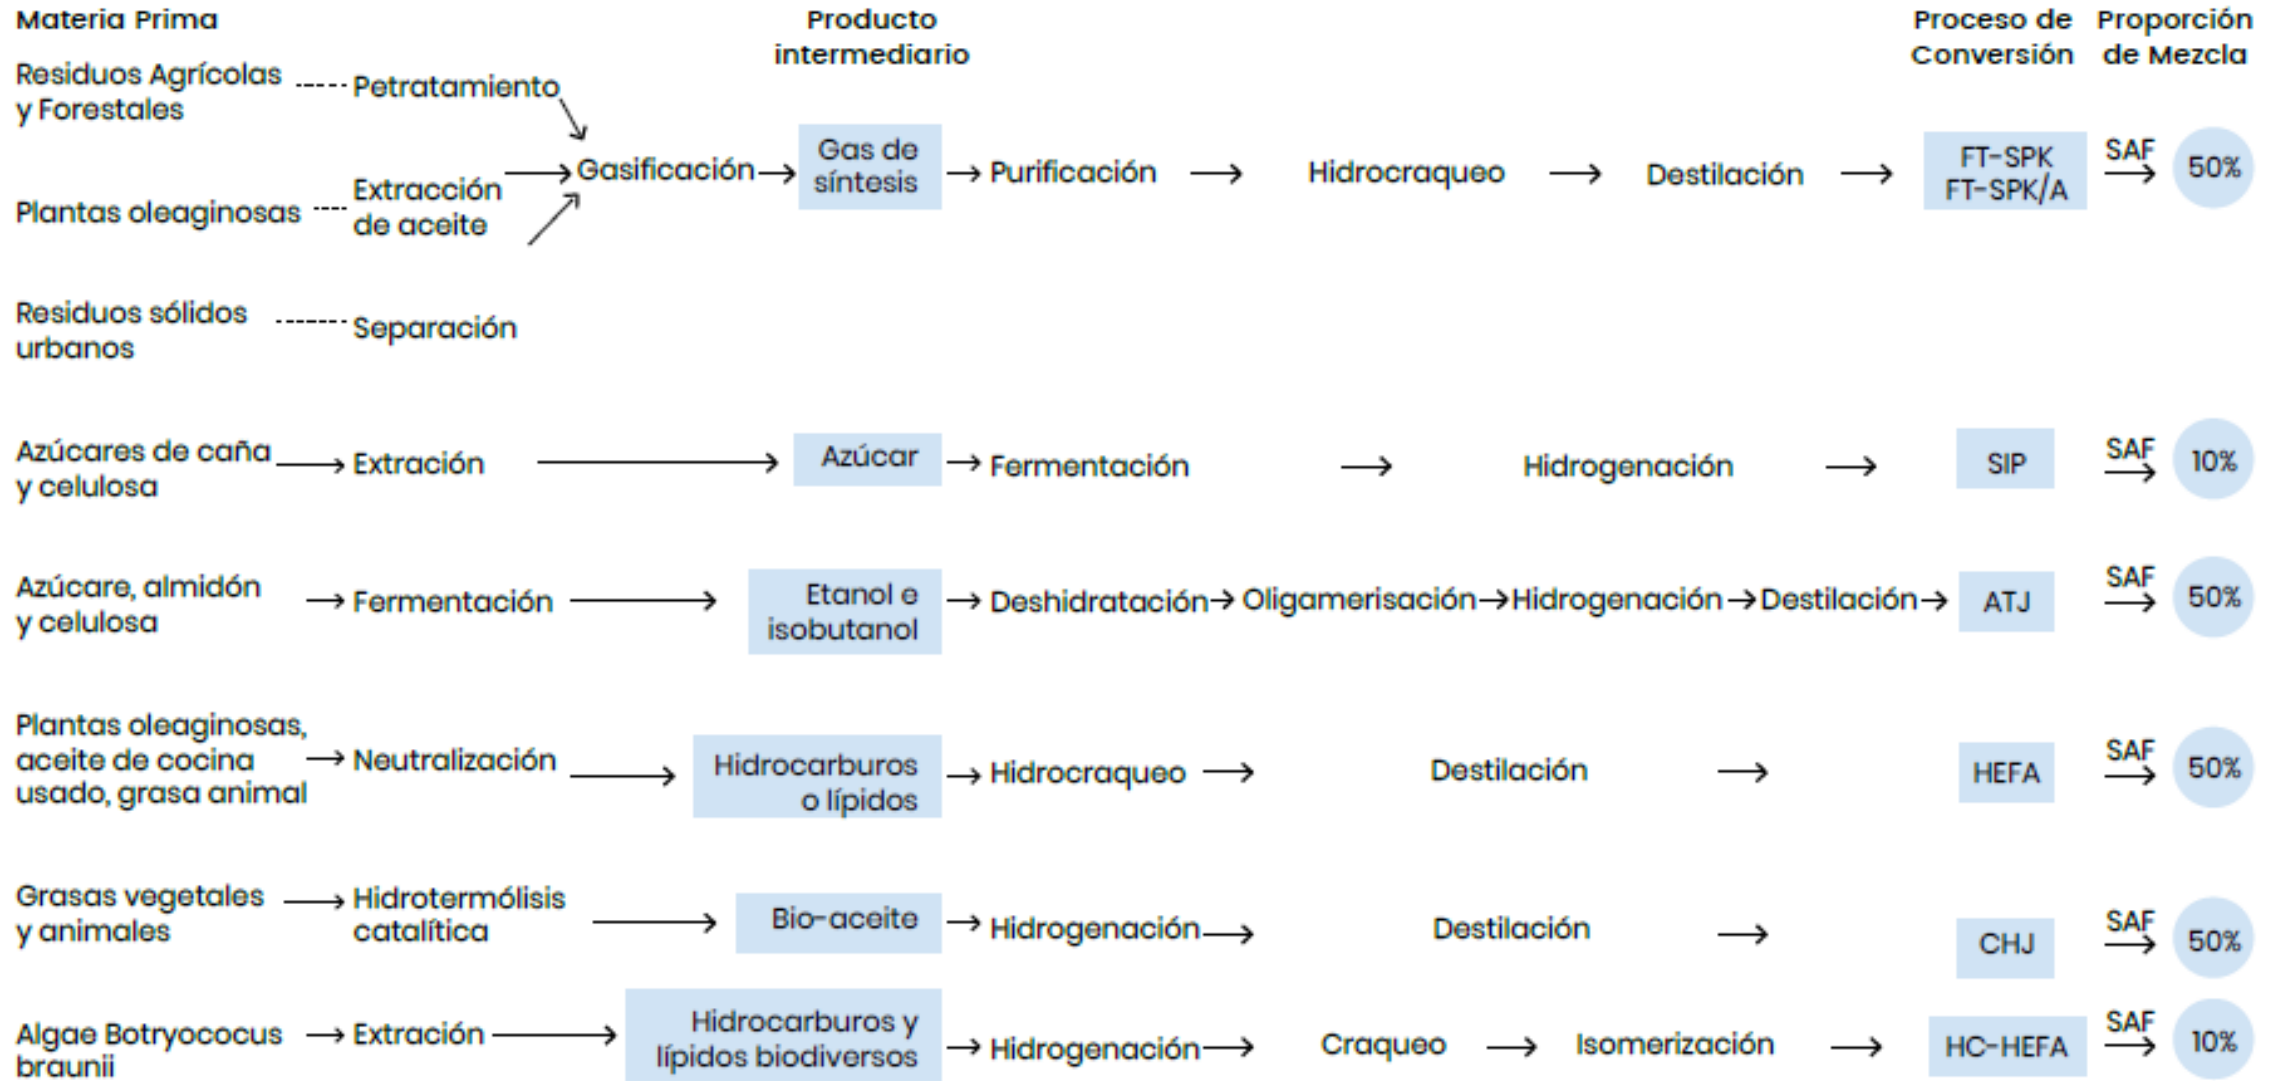 Materia Prima
Producto
intermediario
Proceso de
Conversión
Proporción
de Mezcla
Residuos Agrícolas
y Forestales
Petratamiento
Plantas oleaginosas
Extracción
de aceite
Residuos sólidos
urbanos
Separación
Gasificación
Gas de
síntesis
Purificación
Hidrocraqueo
Destilación
FT-SPK
FT-SPK/A
SAF
50%
Azúcares de caña
y celulosa
Extración
Azúcar
Fermentación
Hidrogenación
SIP
SAF
10%
Azúcare, almidón
y celulosa
Fermentación
Etanol e
isobutanol
Deshidratación
Oligamerisación
Hidrogenación
Destilación
ATJ
SAF
50%
Plantas oleaginosas,
aceite de cocina
usado, grasa animal
Neutralización
Hidrocarburos
o lípidos
Hidrocraqueo
Destilación
HEFA
SAF
50%
Grasas vegetales
y animales
Hidrotermólisis
catalítica
Bio-aceite
Hidrogenación
Destilación
CHJ
SAF
50%
Algae Botryococus
braunii
Extración
Hidrocarburos y
lípidos biodiversos
Hidrogenación
Craqueo
Isomerización
HC-HEFA
SAF
10%